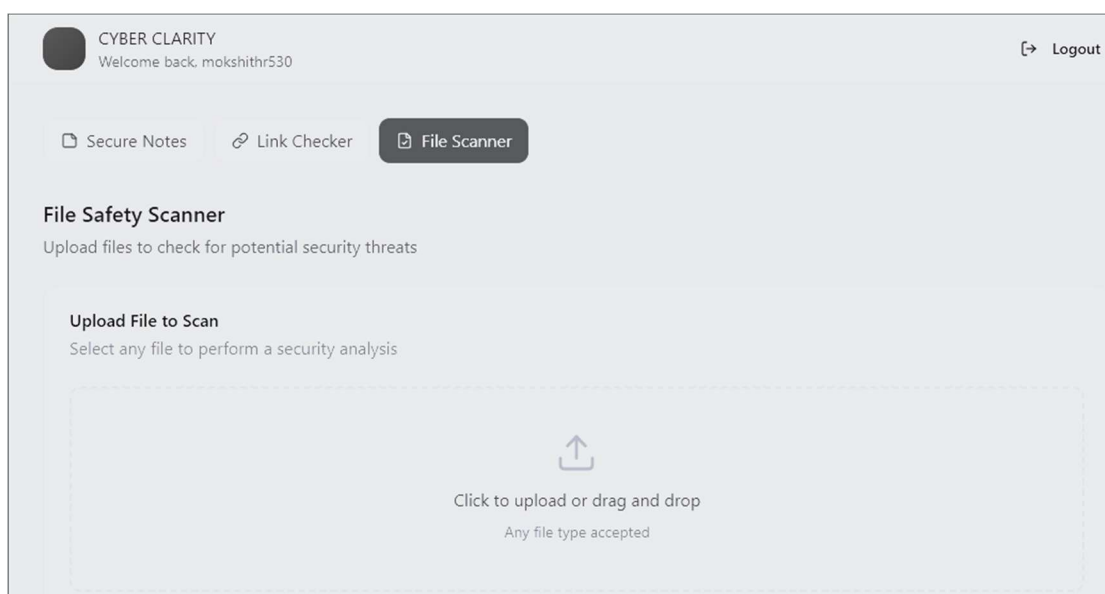 CYBER CLARITY
Welcome back, mokshithr530
Logout
Secure Notes
Link Checker
File Scanner
File Safety Scanner
Upload files to check for potential security threats
Upload File to Scan
Select any file to perform a security analysis
Click to upload or drag and drop
Any file type accepted